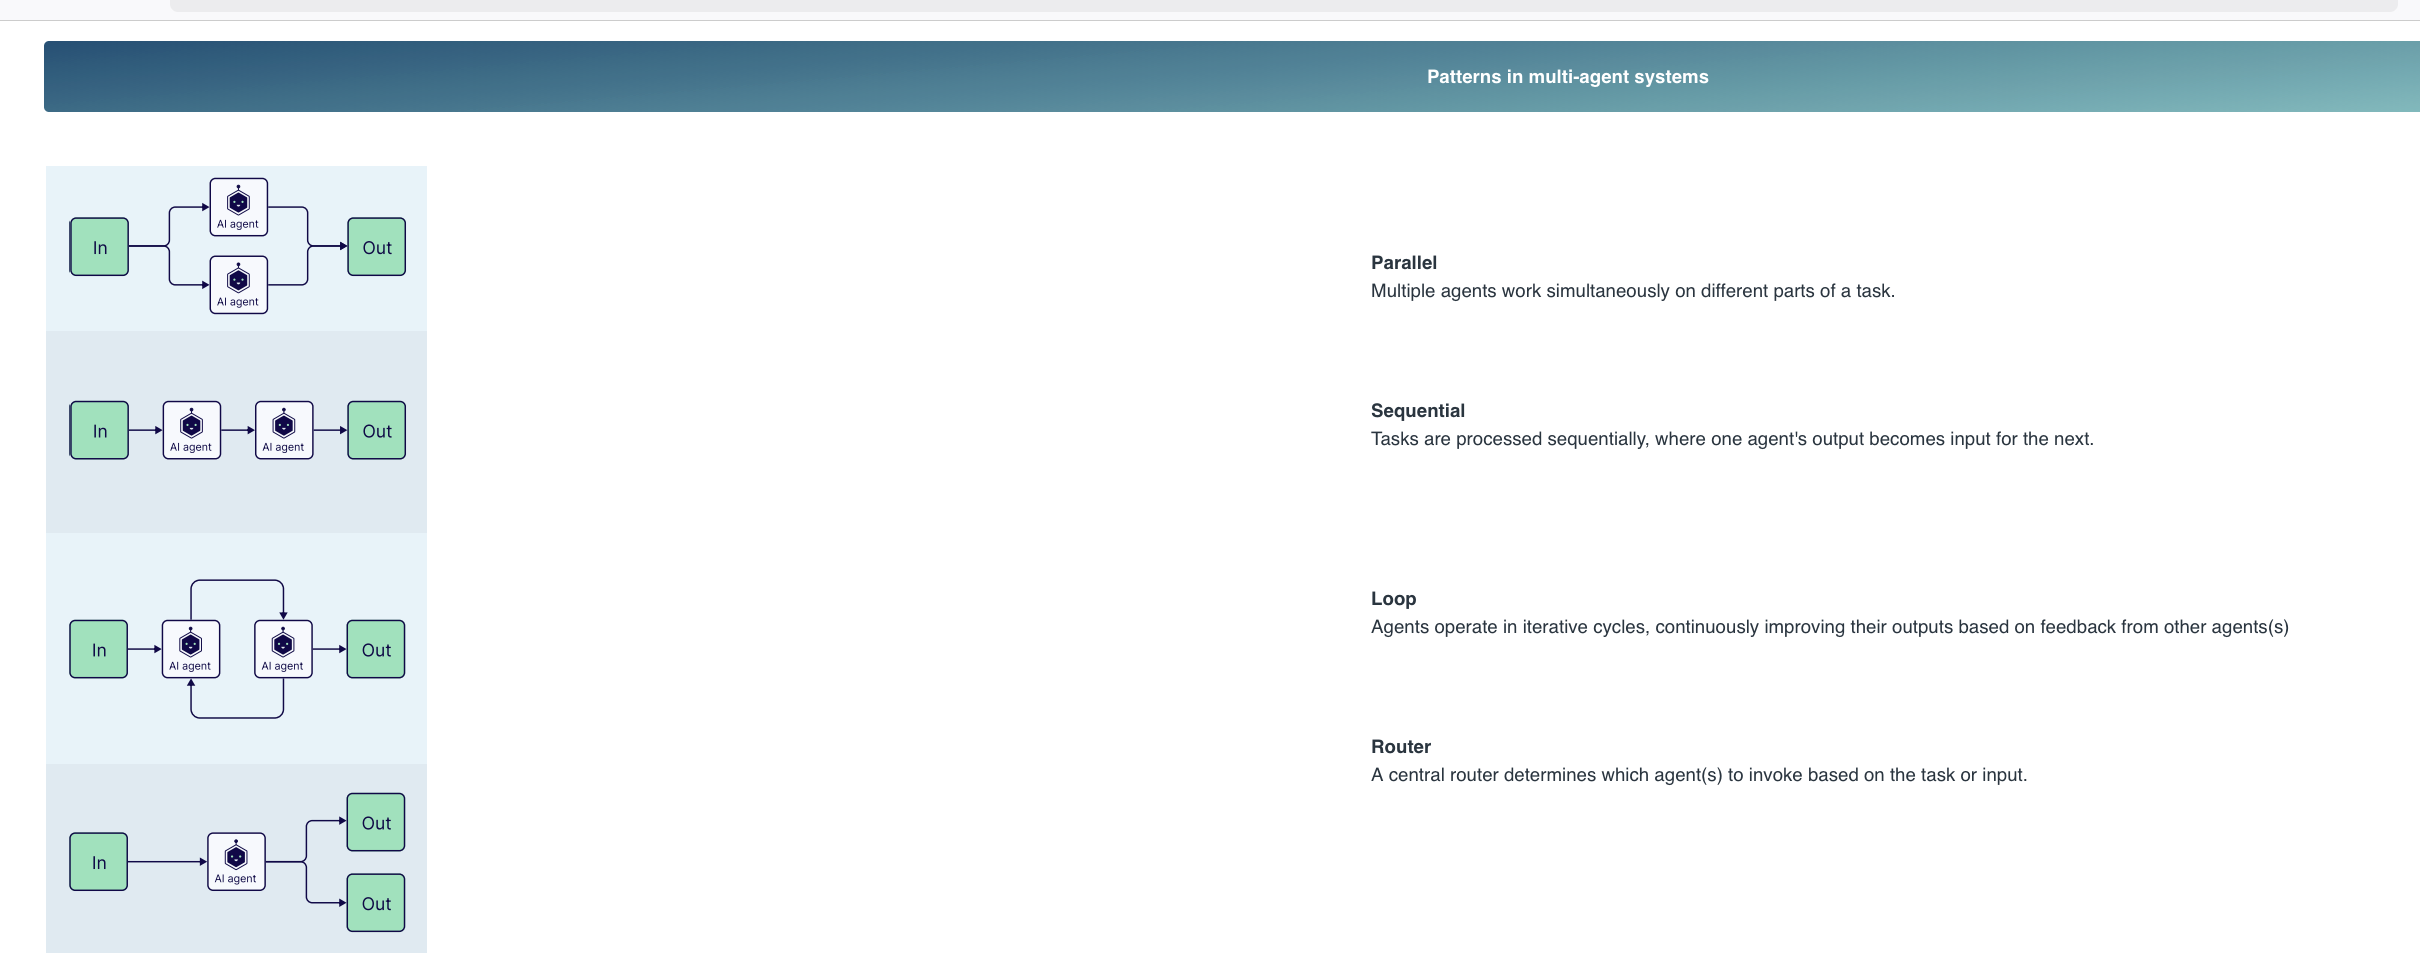 Patterns in multi-agent systems
AI agent
In
Out
AI agent
Parallel
Multiple agents work simultaneously on different parts of a task.
In
AI agent
AI agent
Out
Sequential
Tasks are processed sequentially, where one agent's output becomes input for the next.
In
AI agent
AI agent
Out
Loop
Agents operate in iterative cycles, continuously improving their outputs based on feedback from other agents(s)
In
AI agent
Out
Out
Router
A central router determines which agent(s) to invoke based on the task or input.